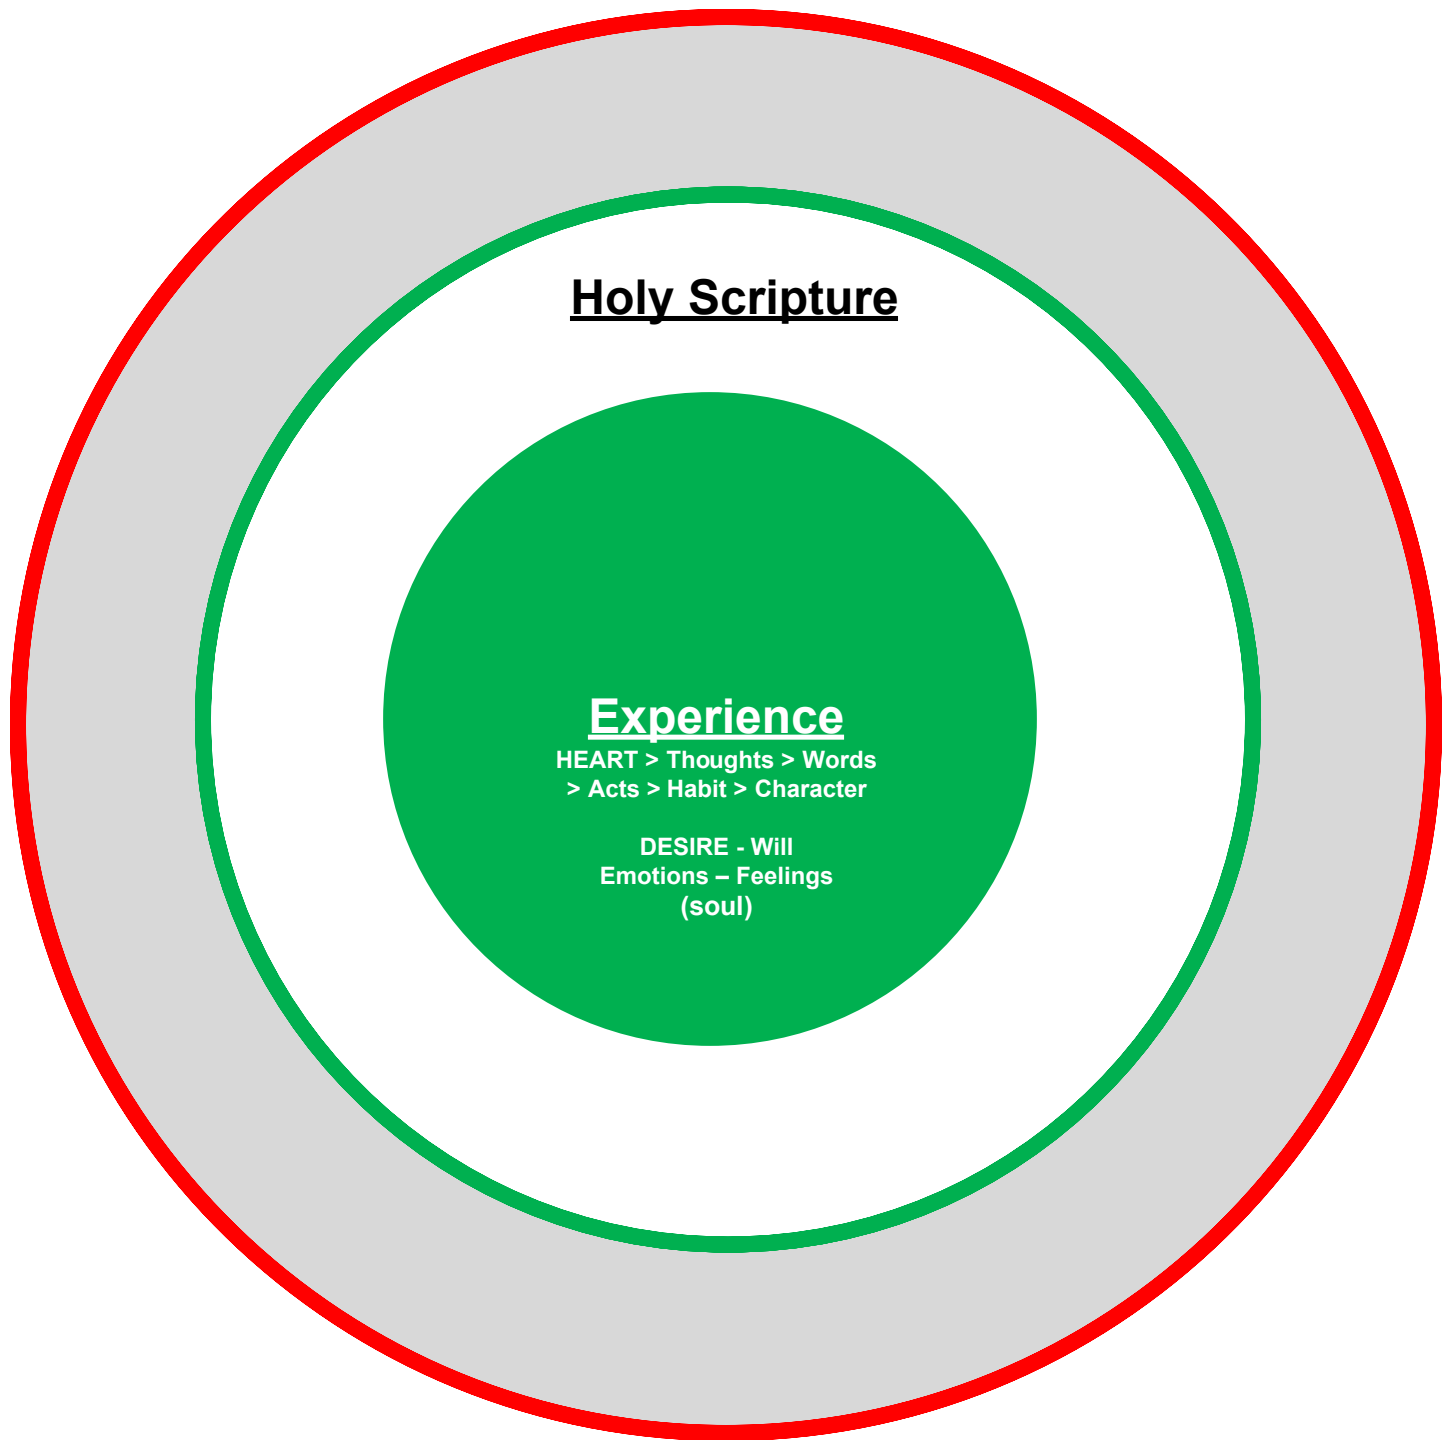 Holy Scripture
Experience
HEART > Thoughts > Words
> Acts > Habit > Character
DESIRE - Will
Emotions – Feelings
(soul)